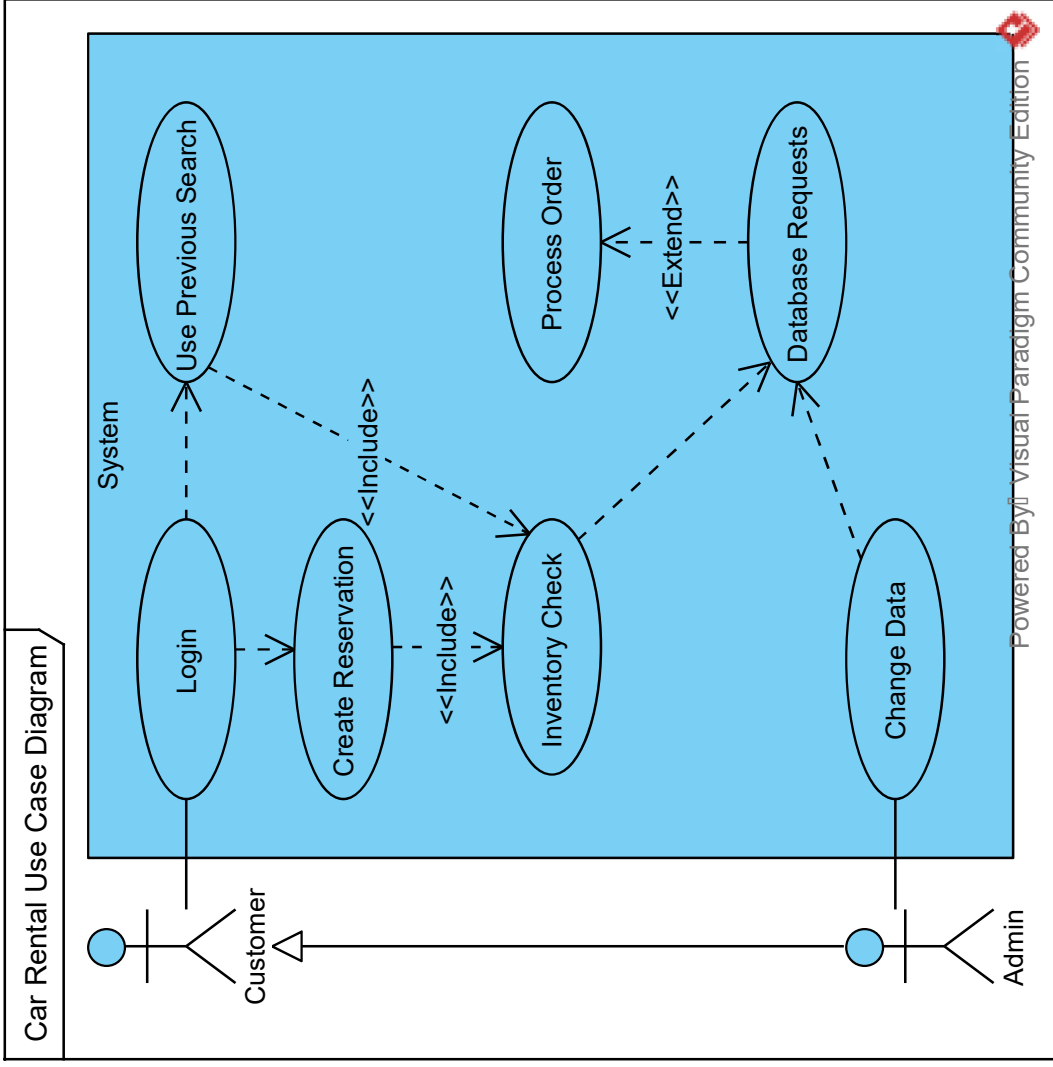 Car Rental Use Case Diagram
System
Login
Use Previous Search
Create Reservation
<<Include>>
<<Include>>
Inventory Check
Process Order
<<Extend>>
Database Requests
Change Data
Customer
Admin
Powered By Visual Paradigm Community Edition